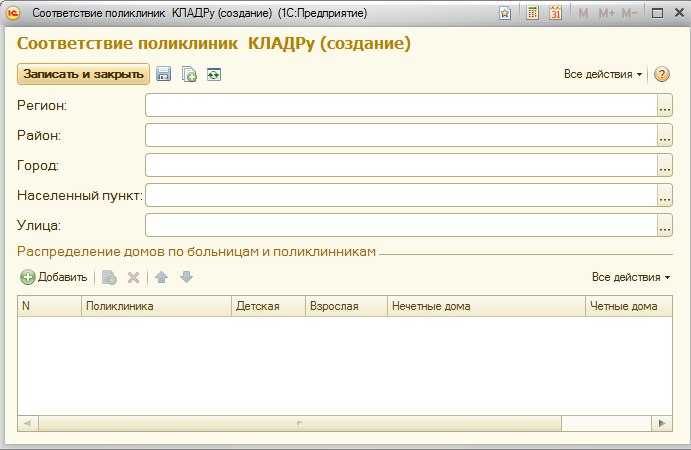 Соответствие поликлиник  КЛАДРу (создание)  (1С:Предприятие)
31 M M+ M-
Соответствие поликлиник  КЛАДРу (создание)
Записать и закрыть
Все действия
?
Регион:
...
Район:
...
Город:
...
Населенный пункт:
...
Улица:
...
Распределение домов по больницам и поликлинникам
Добавить
Все действия
N Поликлиника Детская Взрослая Нечетные дома Четные дома